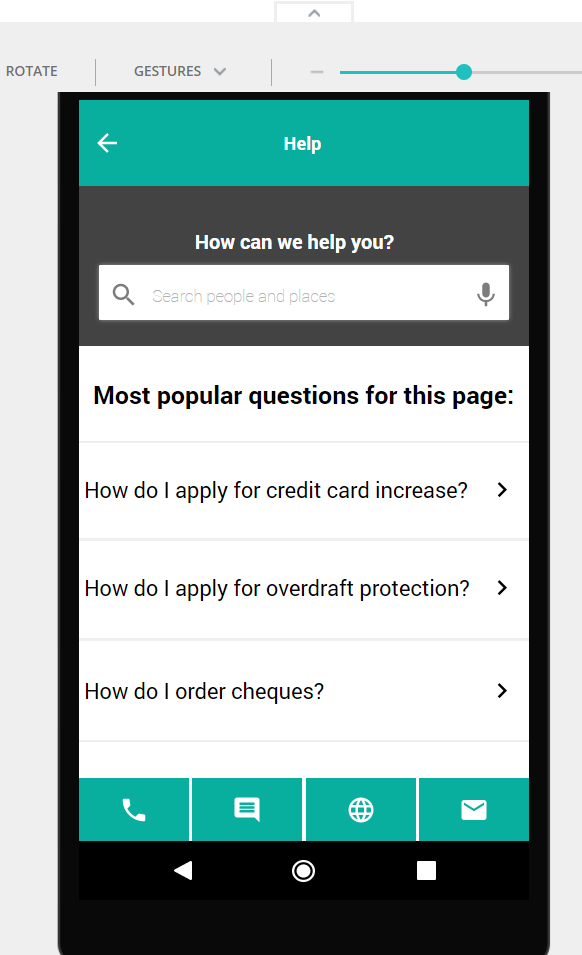 ROTATE GESTURES
Help
How can we help you?
Search people and places
Most popular questions for this page:
How do I apply for credit card increase?
How do I apply for overdraft protection?
How do I order cheques?